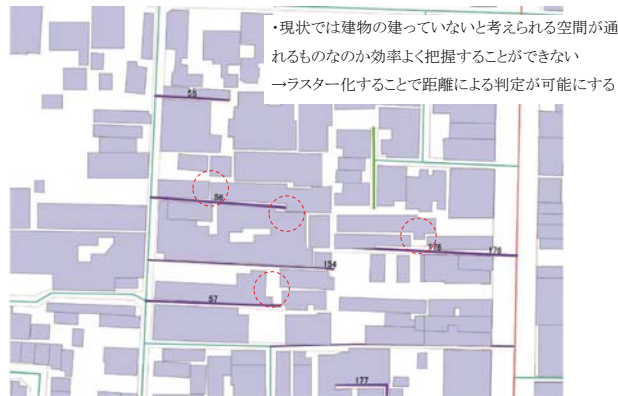 ・現状では建物の建っていないと考えられる空間が通
れるものなのか効率よく把握することができない
→ラスター化することで距離による判定が可能にする
55
56
176
176
154
57
177